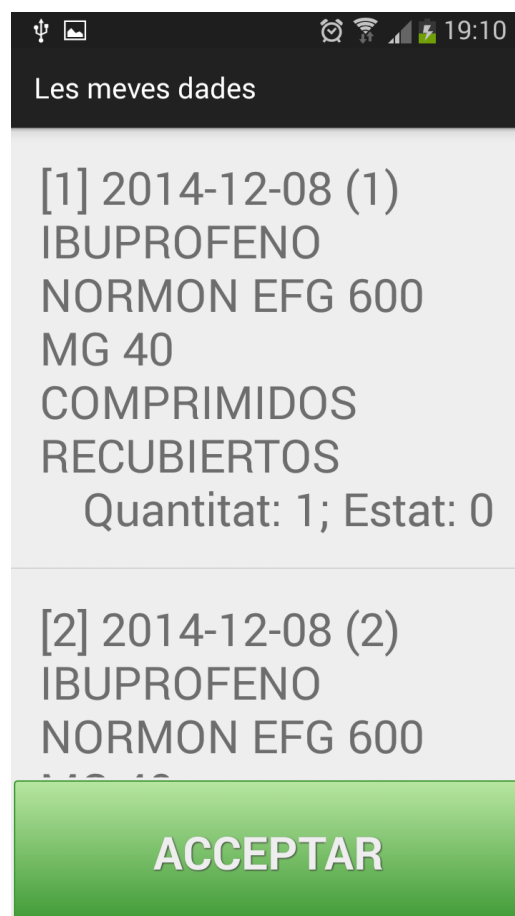 19:10
Les meves dades
[1] 2014-12-08 (1)
IBUPROFENO
NORMON EFG 600
MG 40
COMPRIMIDOS
RECUBIERTOS
Quantitat: 1; Estat: 0
[2] 2014-12-08 (2)
IBUPROFENO
NORMON EFG 600
ACCEPTAR